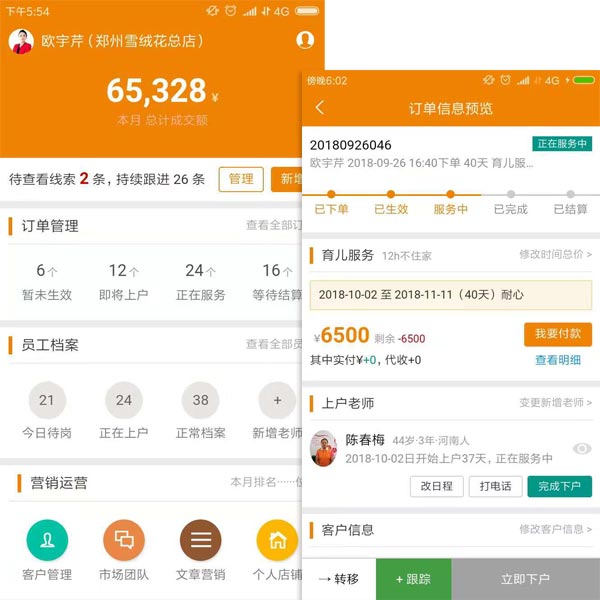 下午5:54
4G
欧宇芹（郑州雪绒花总店）
65,328 ¥
本月 总计成交额
待查看线索 2 条，持续跟进 26 条
管理
新增
订单管理
查看全部订
6个
12个
24个
16个
暂未生效
即将上户
正在服务
等待结算
员工档案
查看全部员
21
24
38
+
今日待岗
正在上户
正常档案
新增老师
营销运营
本月排名······位
客户管理
市场团队
文章营销
个人店铺
傍晚6:02
4G
订单信息预览
20180926046
正在服务中
欧宇芹 2018-09-26 16:40下单 40天 育儿服...
已下单
已生效
服务中
已完成
已结算
育儿服务 12h不住家
修改时间总价 >
2018-10-02 至 2018-11-11（40天）耐心
¥6500 剩余 -6500
我要付款
其中实付¥+0，代收+0
查看明细
上户老师
变更新增老师 >
陈春梅 44岁·3年·河南人
2018-10-02日开始上户37天，正在服务中
改日程
打电话
完成下户
客户信息
修改客户信息 >
→ 转移
+ 跟踪
立即下户